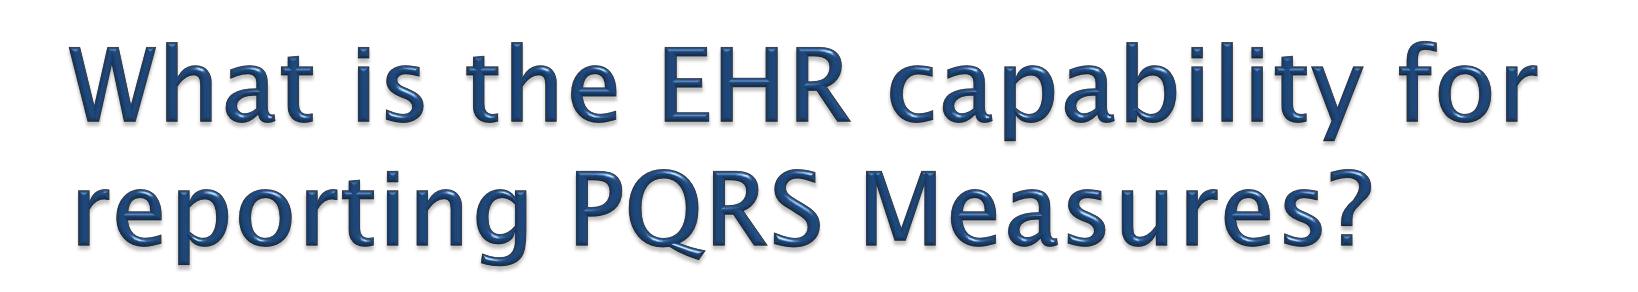 What is the EHR capability for
reporting PQRS Measures?